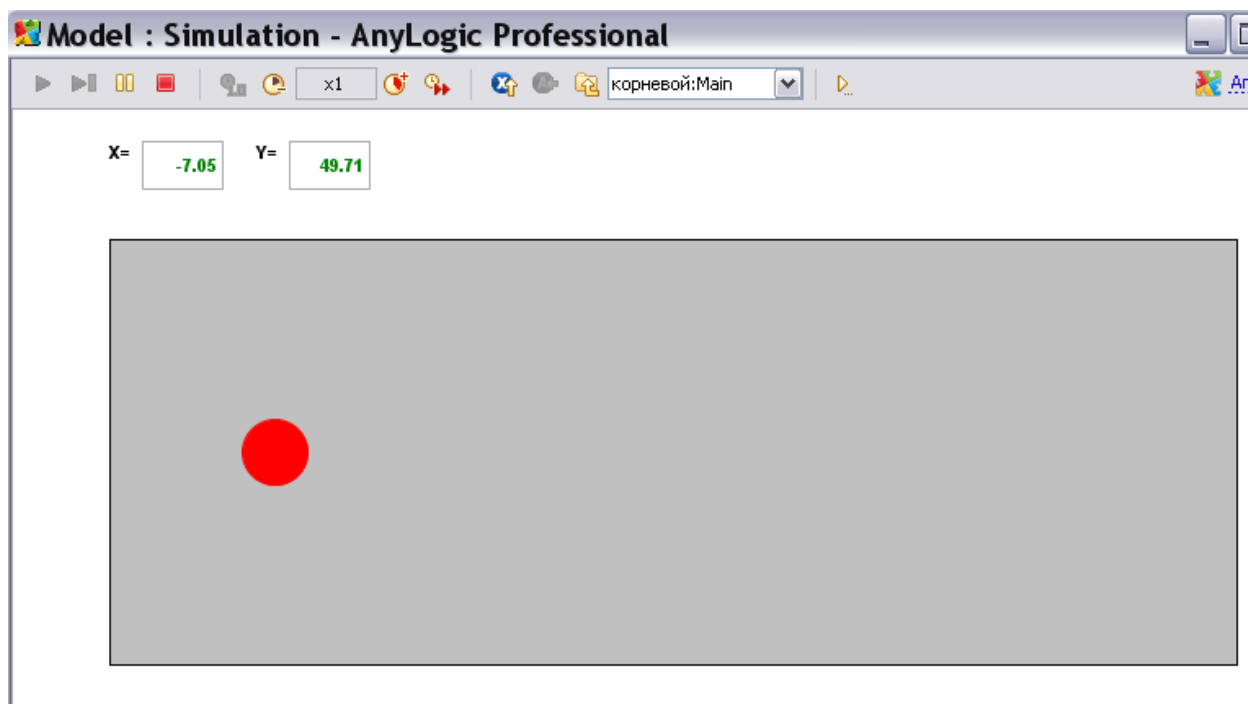 Model : Simulation - AnyLogic Professional
x1 корневой:Main
X= -7.05 Y= 49.71